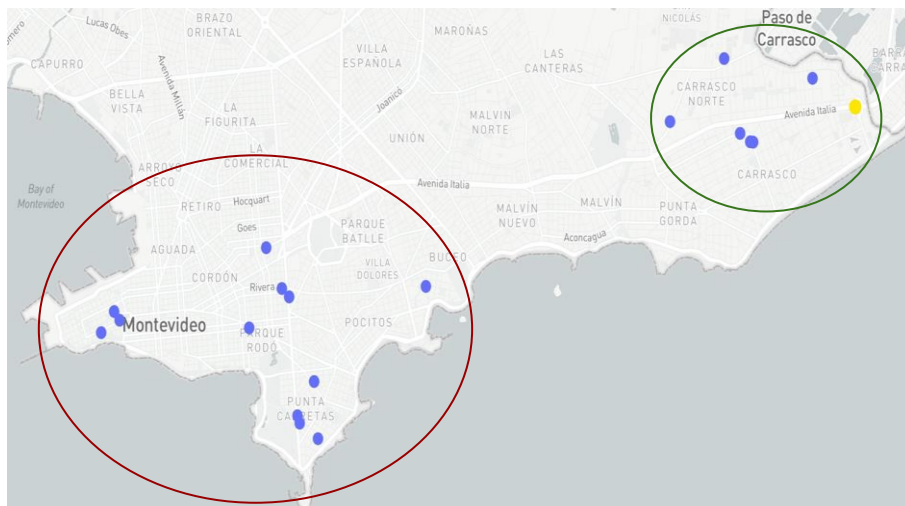 SAN
NICOLÁS
Paso de
Carrasco
Lucas Obes
BRAZO
ORIENTAL
MAROÑAS
VILLA
ESPAÑOLA
LAS
CANTERAS
CAPURRO
Avenida Millán
Joanicó
CARRASCO
NORTE
BELLA
VISTA
LA
FIGURITA
MALVIN
NORTE
Avenida Italia
UNIÓN
LA
COMERCIAL
ARROYO
SECO
Avenida Italia
CARRASCO
Bay of
Montevideo
RETIRO
Hocquart
MALVÍN
NUEVO
MALVÍN
PUNTA
GORDA
Goes
PARQUE
BATLLE
Aconcagua
AGUADA
BUCEO
VILLA
DOLORES
CORDÓN
Rivera
Montevideo
POCITOS
PARQUE
RODÓ
PUNTA
CARRETAS